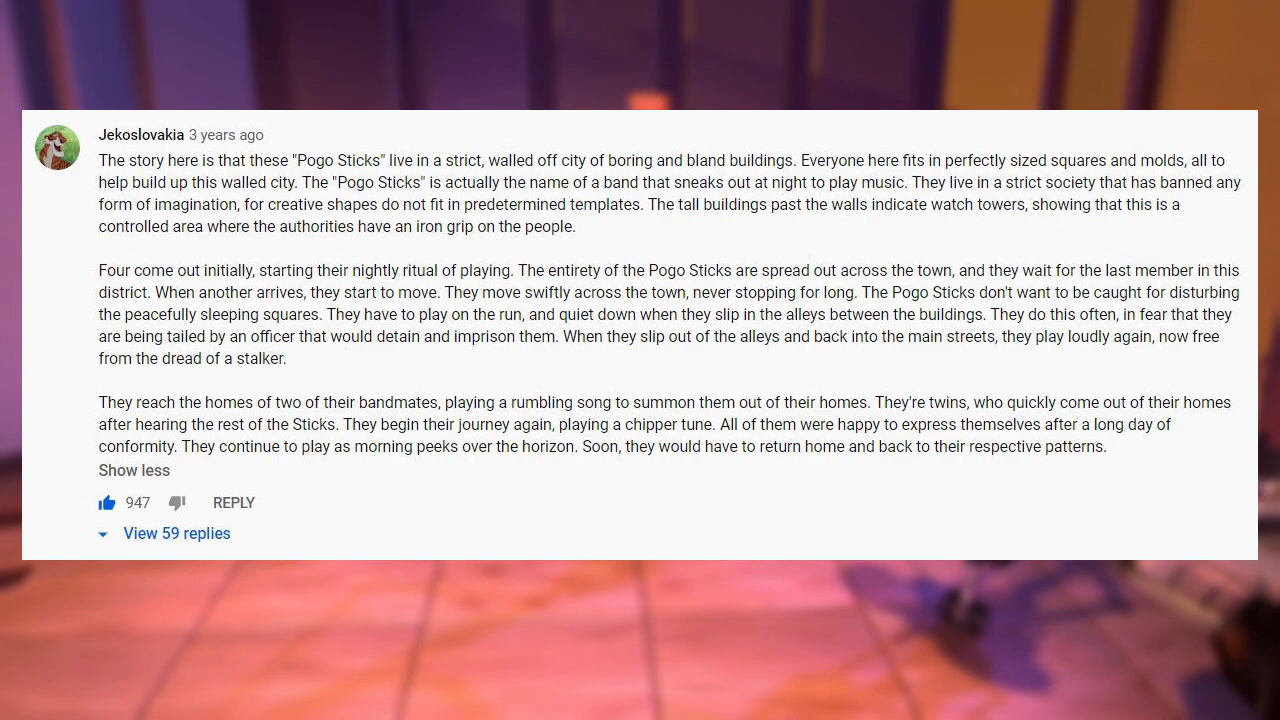 Jekoslovakia 3 years ago
The story here is that these "Pogo Sticks" live in a strict, walled off city of boring and bland buildings. Everyone here fits in perfectly sized squares and molds, all to
help build up this walled city. The "Pogo Sticks" is actually the name of a band that sneaks out at night to play music. They live in a strict society that has banned any
form of imagination, for creative shapes do not fit in predetermined templates. The tall buildings past the walls indicate watch towers, showing that this is a
controlled area where the authorities have an iron grip on the people.
Four come out initially, starting their nightly ritual of playing. The entirety of the Pogo Sticks are spread out across the town, and they wait for the last member in this
district. When another arrives, they start to move. They move swiftly across the town, never stopping for long. The Pogo Sticks don't want to be caught for disturbing
the peacefully sleeping squares. They have to play on the run, and quiet down when they slip in the alleys between the buildings. They do this often, in fear that they
are being tailed by an officer that would detain and imprison them. When they slip out of the alleys and back into the main streets, they play loudly again, now free
from the dread of a stalker.
They reach the homes of two of their bandmates, playing a rumbling song to summon them out of their homes. They're twins, who quickly come out of their homes
after hearing the rest of the Sticks. They begin their journey again, playing a chipper tune. All of them were happy to express themselves after a long day of
conformity. They continue to play as morning peeks over the horizon. Soon, they would have to return home and back to their respective patterns.
Show less
947 REPLY
View 59 replies